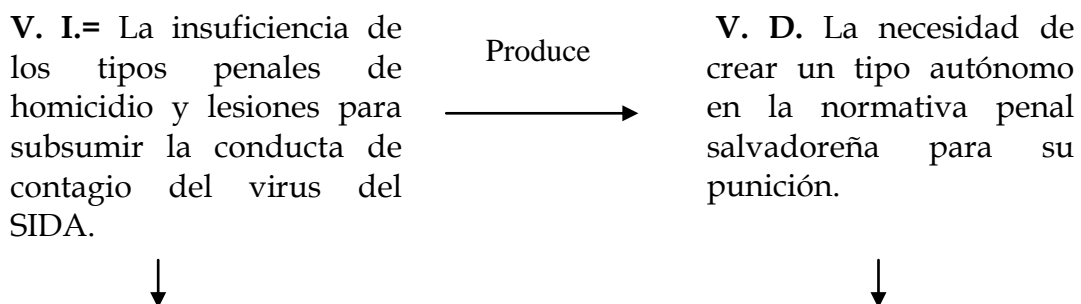 V. I.= La insuficiencia de
los tipos penales de
homicidio y lesiones para
subsumir la conducta de
contagio del virus del
SIDA.
Produce
V. D. La necesidad de
crear un tipo autónomo
en la normativa penal
salvadoreña para su
punición.